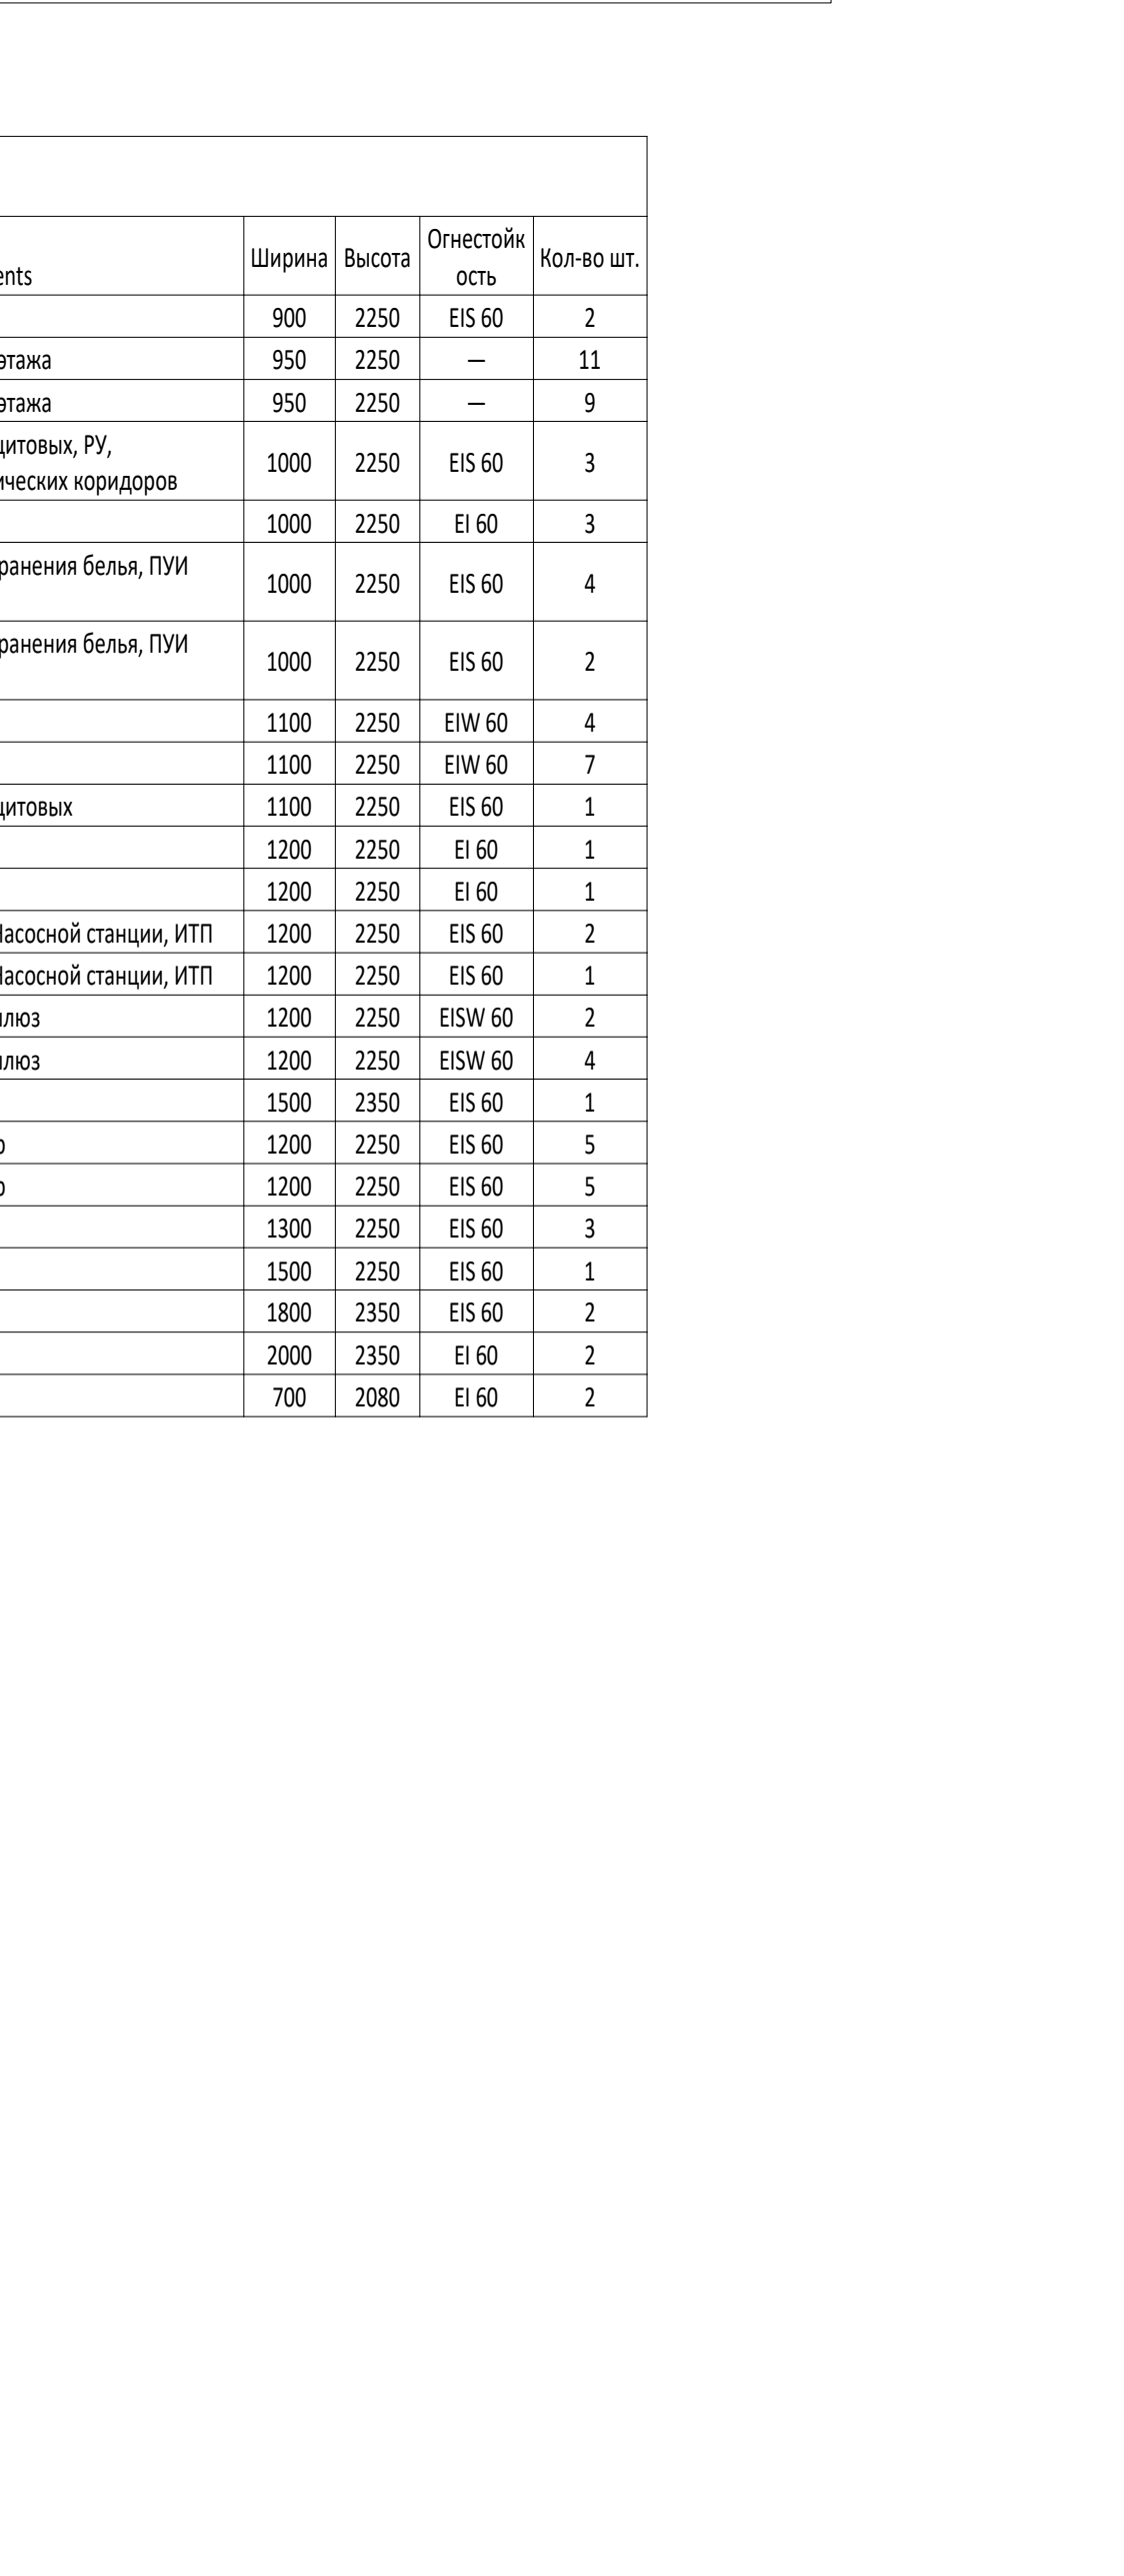 ents Ширина Высота Огнестойк ость Кол-во шт.
900 2250 EIS 60 2
этажа 950 2250 — 11
этажа 950 2250 — 9
цитовых, РУ,
ических коридоров 1000 2250 EIS 60 3
1000 2250 EI 60 3
ранения белья, ПУИ 1000 2250 EIS 60 4
ранения белья, ПУИ 1000 2250 EIS 60 2
1100 2250 EIW 60 4
1100 2250 EIW 60 7
цитовых 1100 2250 EIS 60 1
1200 2250 EI 60 1
1200 2250 EI 60 1
Насосной станции, ИТП 1200 2250 EIS 60 2
Насосной станции, ИТП 1200 2250 EIS 60 1
шлюз 1200 2250 EISW 60 2
шлюз 1200 2250 EISW 60 4
1500 2350 EIS 60 1
р 1200 2250 EIS 60 5
р 1200 2250 EIS 60 5
1300 2250 EIS 60 3
1500 2250 EIS 60 1
1800 2350 EIS 60 2
2000 2350 EI 60 2
700 2080 EI 60 2